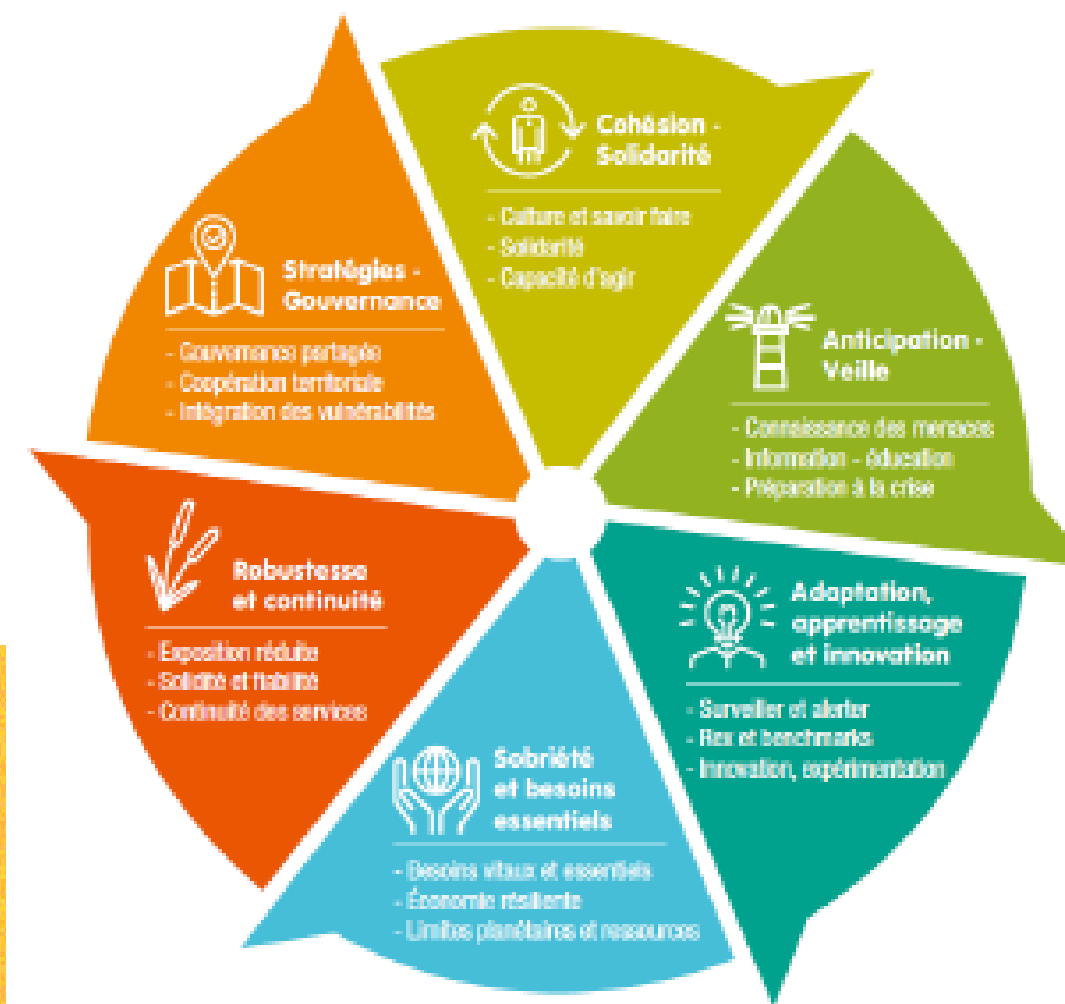 Cohésion -
Solidarité
- Culture et savoir faire
- Solidarité
- Capacité d'agir
Anticipation -
Veille
- Connaissance des menaces
- Information - éducation
- Préparation à la crise
Adaptation,
apprentissage
et innovation
- Surveiller et alerter
- Rex et benchmarks
- Innovation, expérimentation
Sobriété
et besoins
essentiels
- Besoins vitaux et essentiels
- Économie résiliente
- Limites planétaires et ressources
Robustesse
et continuité
- Exposition réduite
- Solidité et fiabilité
- Continuité des services
Stratégies -
Gouvernance
- Gouvernance partagée
- Coopération territoriale
- Intégration des vulnérabilités